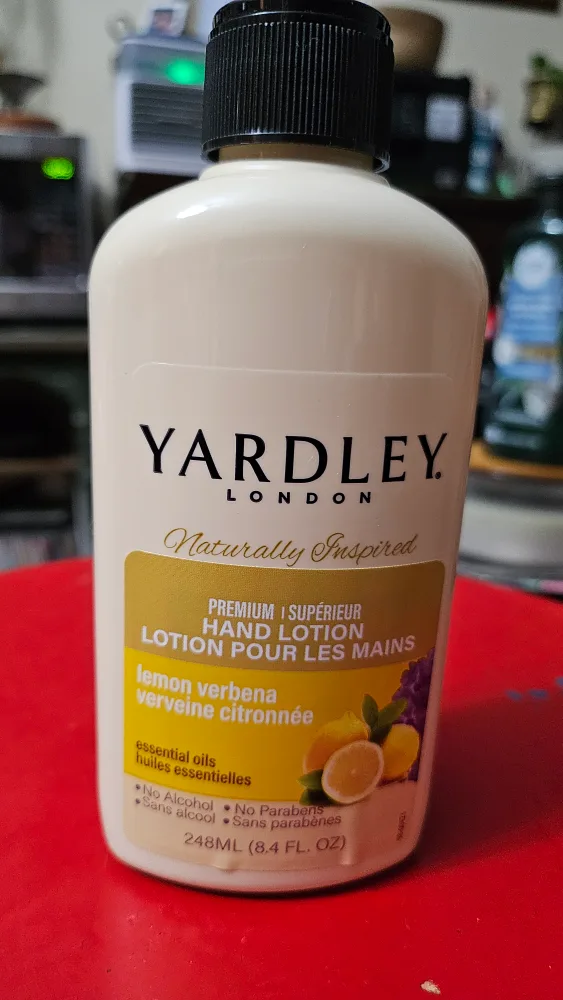 YARDLEY.
LONDON
Naturally Inspired
PREMIUM | SUPÉRIEUR
HAND LOTION
LOTION POUR LES MAINS
lemon verbena
verveine citronnée
essential oils
huiles essentielles
•No Alcohol •No Parabens
•Sans alcool •Sans parabènes
248ML (8.4 FL. OZ)